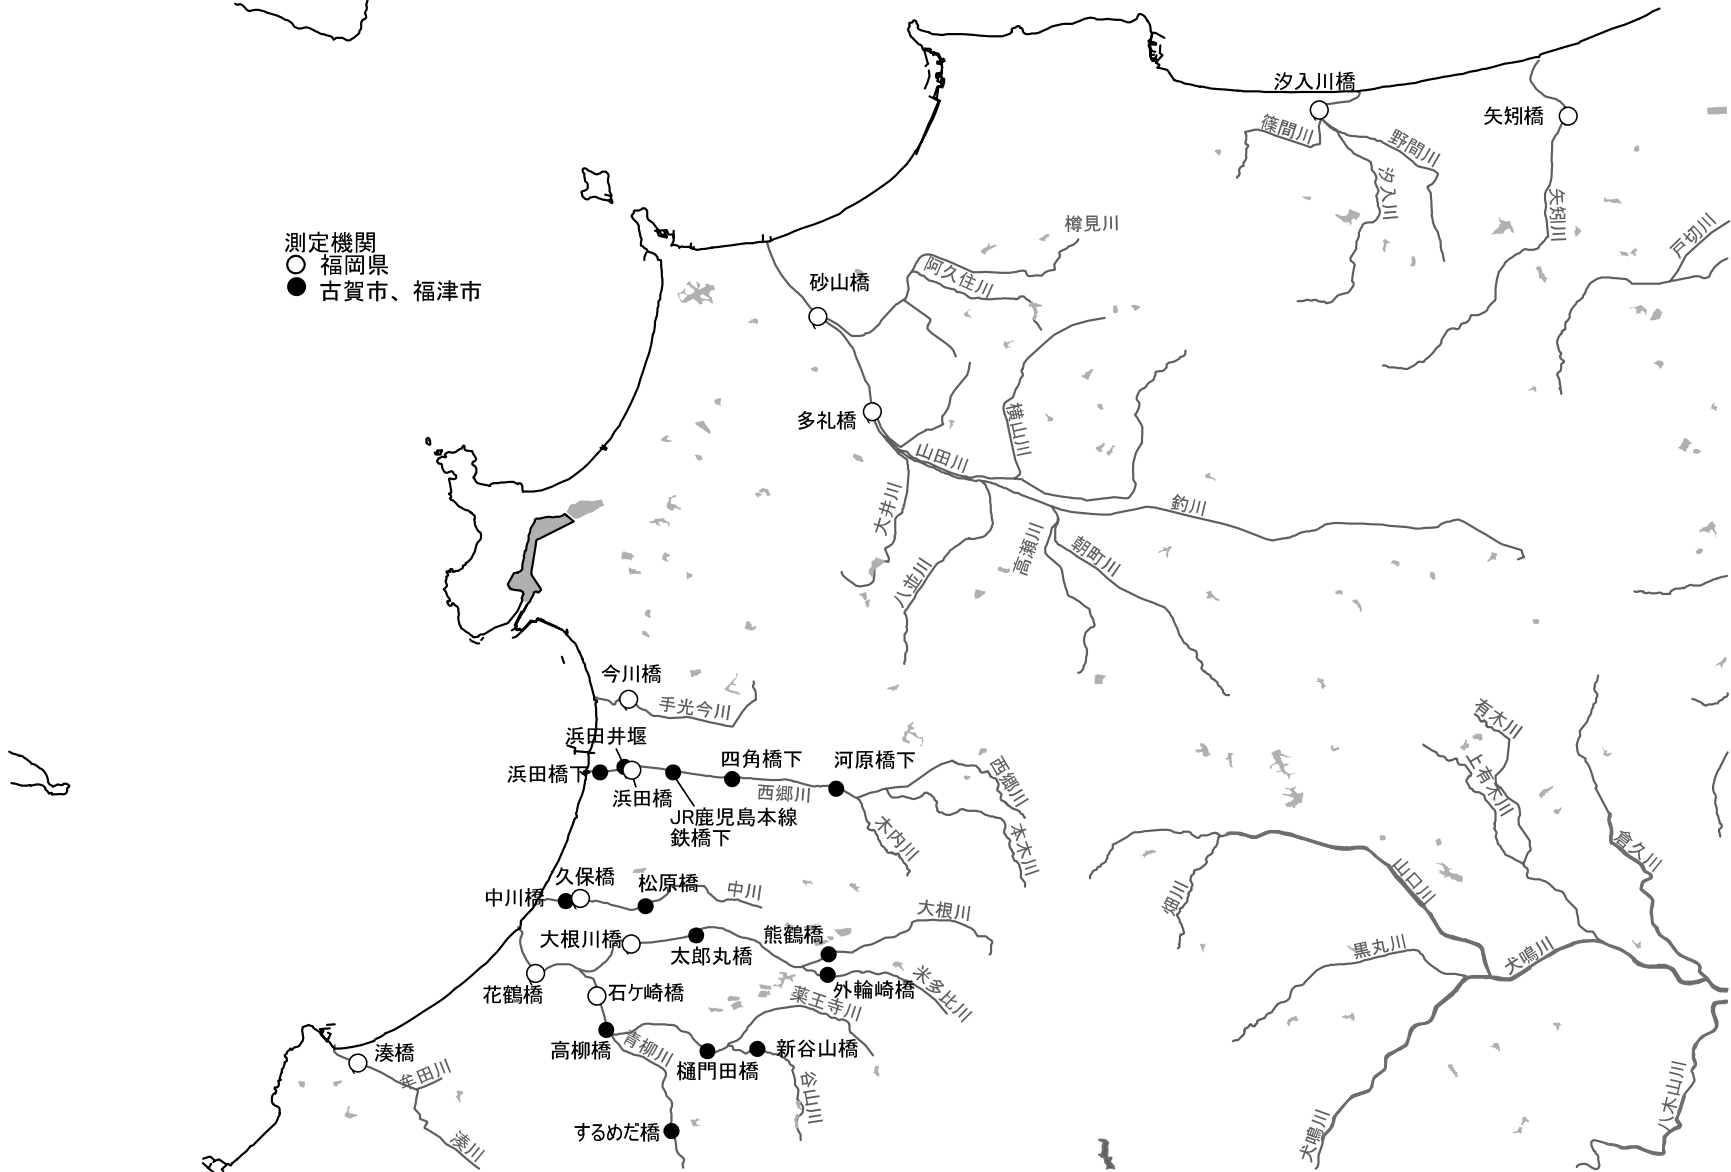 汐入川橋
矢矧橋
篠間川
野間川
汐入川
矢矧川
樽見川
戸切川
測定機関
福岡県
古賀市、福津市
砂山橋
阿久住川
多礼橋
横山川
山田川
大井川
釣川
高瀬川
朝町川
八並川
今川橋
手光今川
有木川
浜田井堰
四角橋下
河原橋下
西郷川
上有木川
浜田橋下
浜田橋
西郷川
JR鹿児島本線
鉄橋下
木内川
本木川
倉久川
山口川
久保橋
松原橋
中川
中川橋
畑川
大根川
大根川橋
熊鶴橋
太郎丸橋
黒丸川
犬鳴川
花鶴橋
石ケ崎橋
外輪崎橋
米多比川
薬王寺川
高柳橋
青柳川
新谷山橋
樋門田橋
湊橋
牟田川
谷山川
八木山川
するめだ橋
湊川
犬鳴川